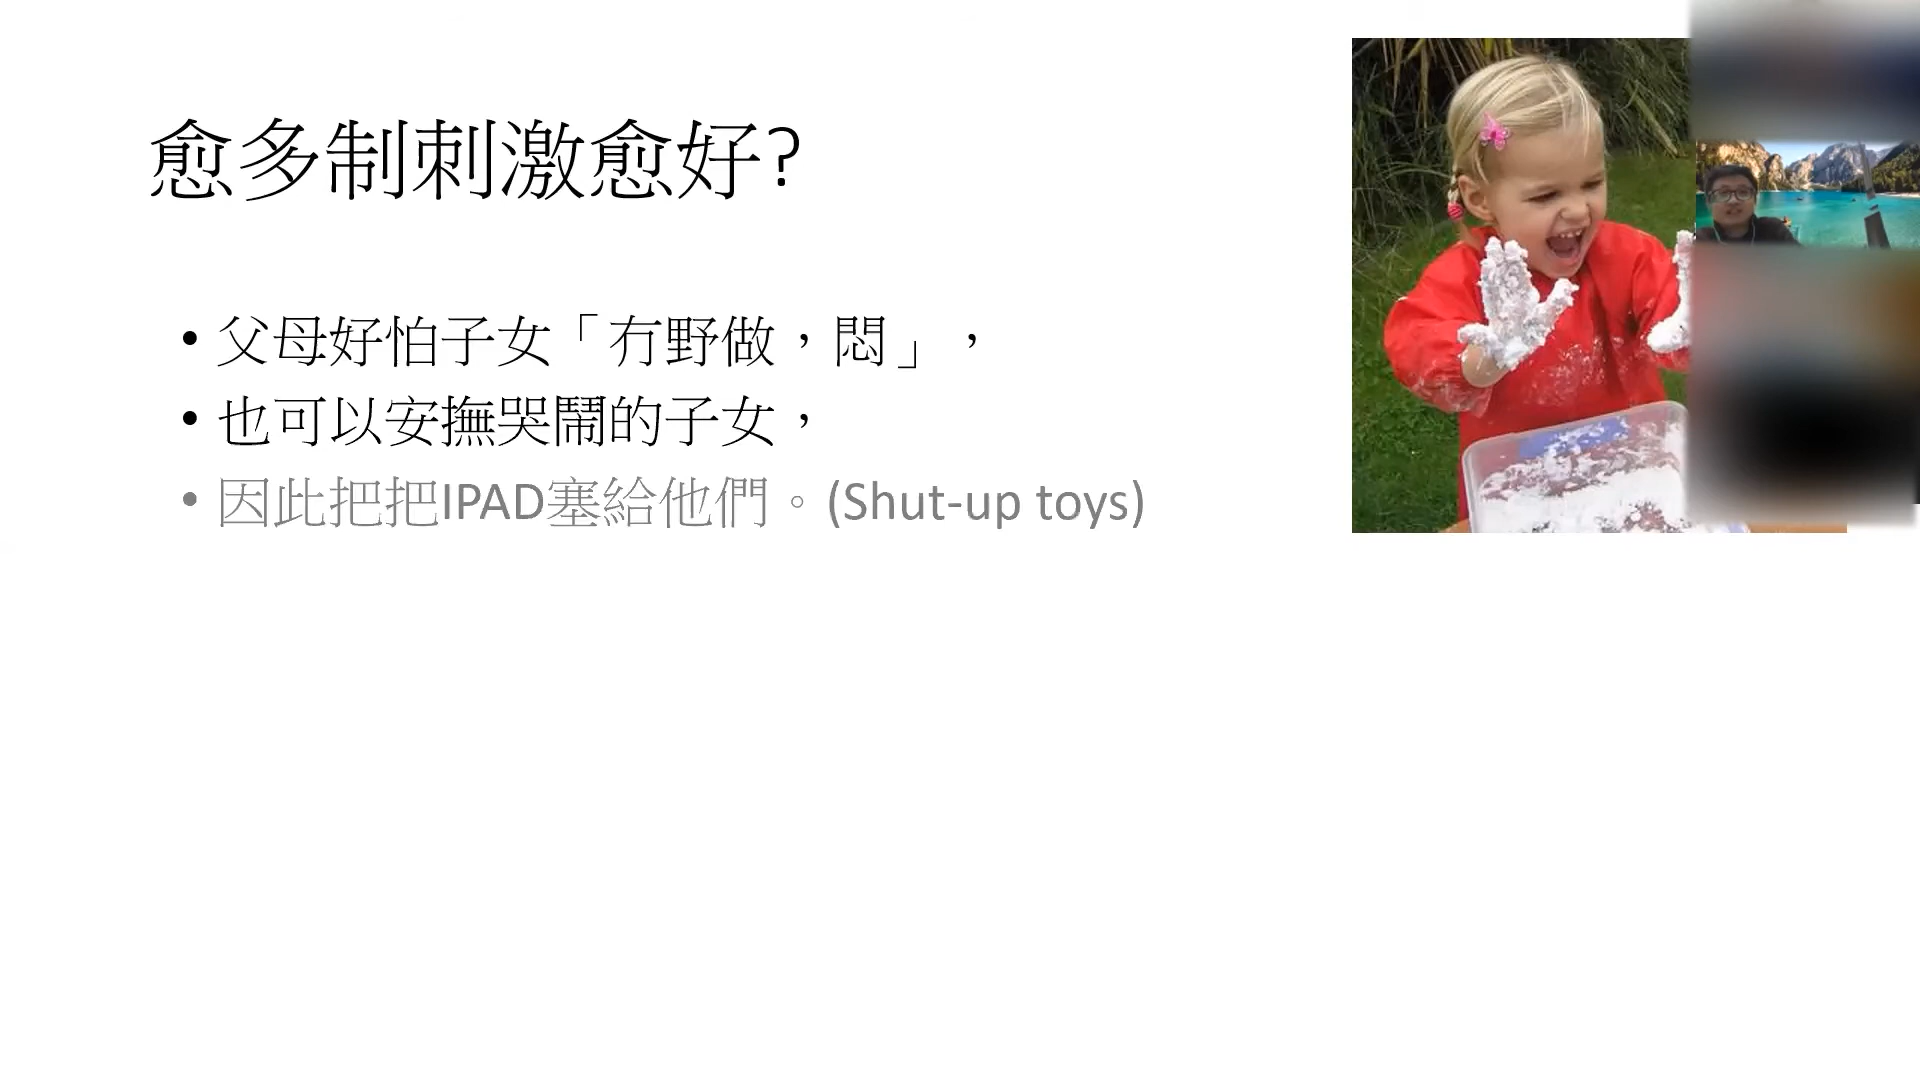 愈多制刺激愈好?
• 父母好怕子女「冇野做，悶」，
• 也可以安撫哭鬧的子女，
• 因此把把IPAD塞給他們。(Shut-up toys)